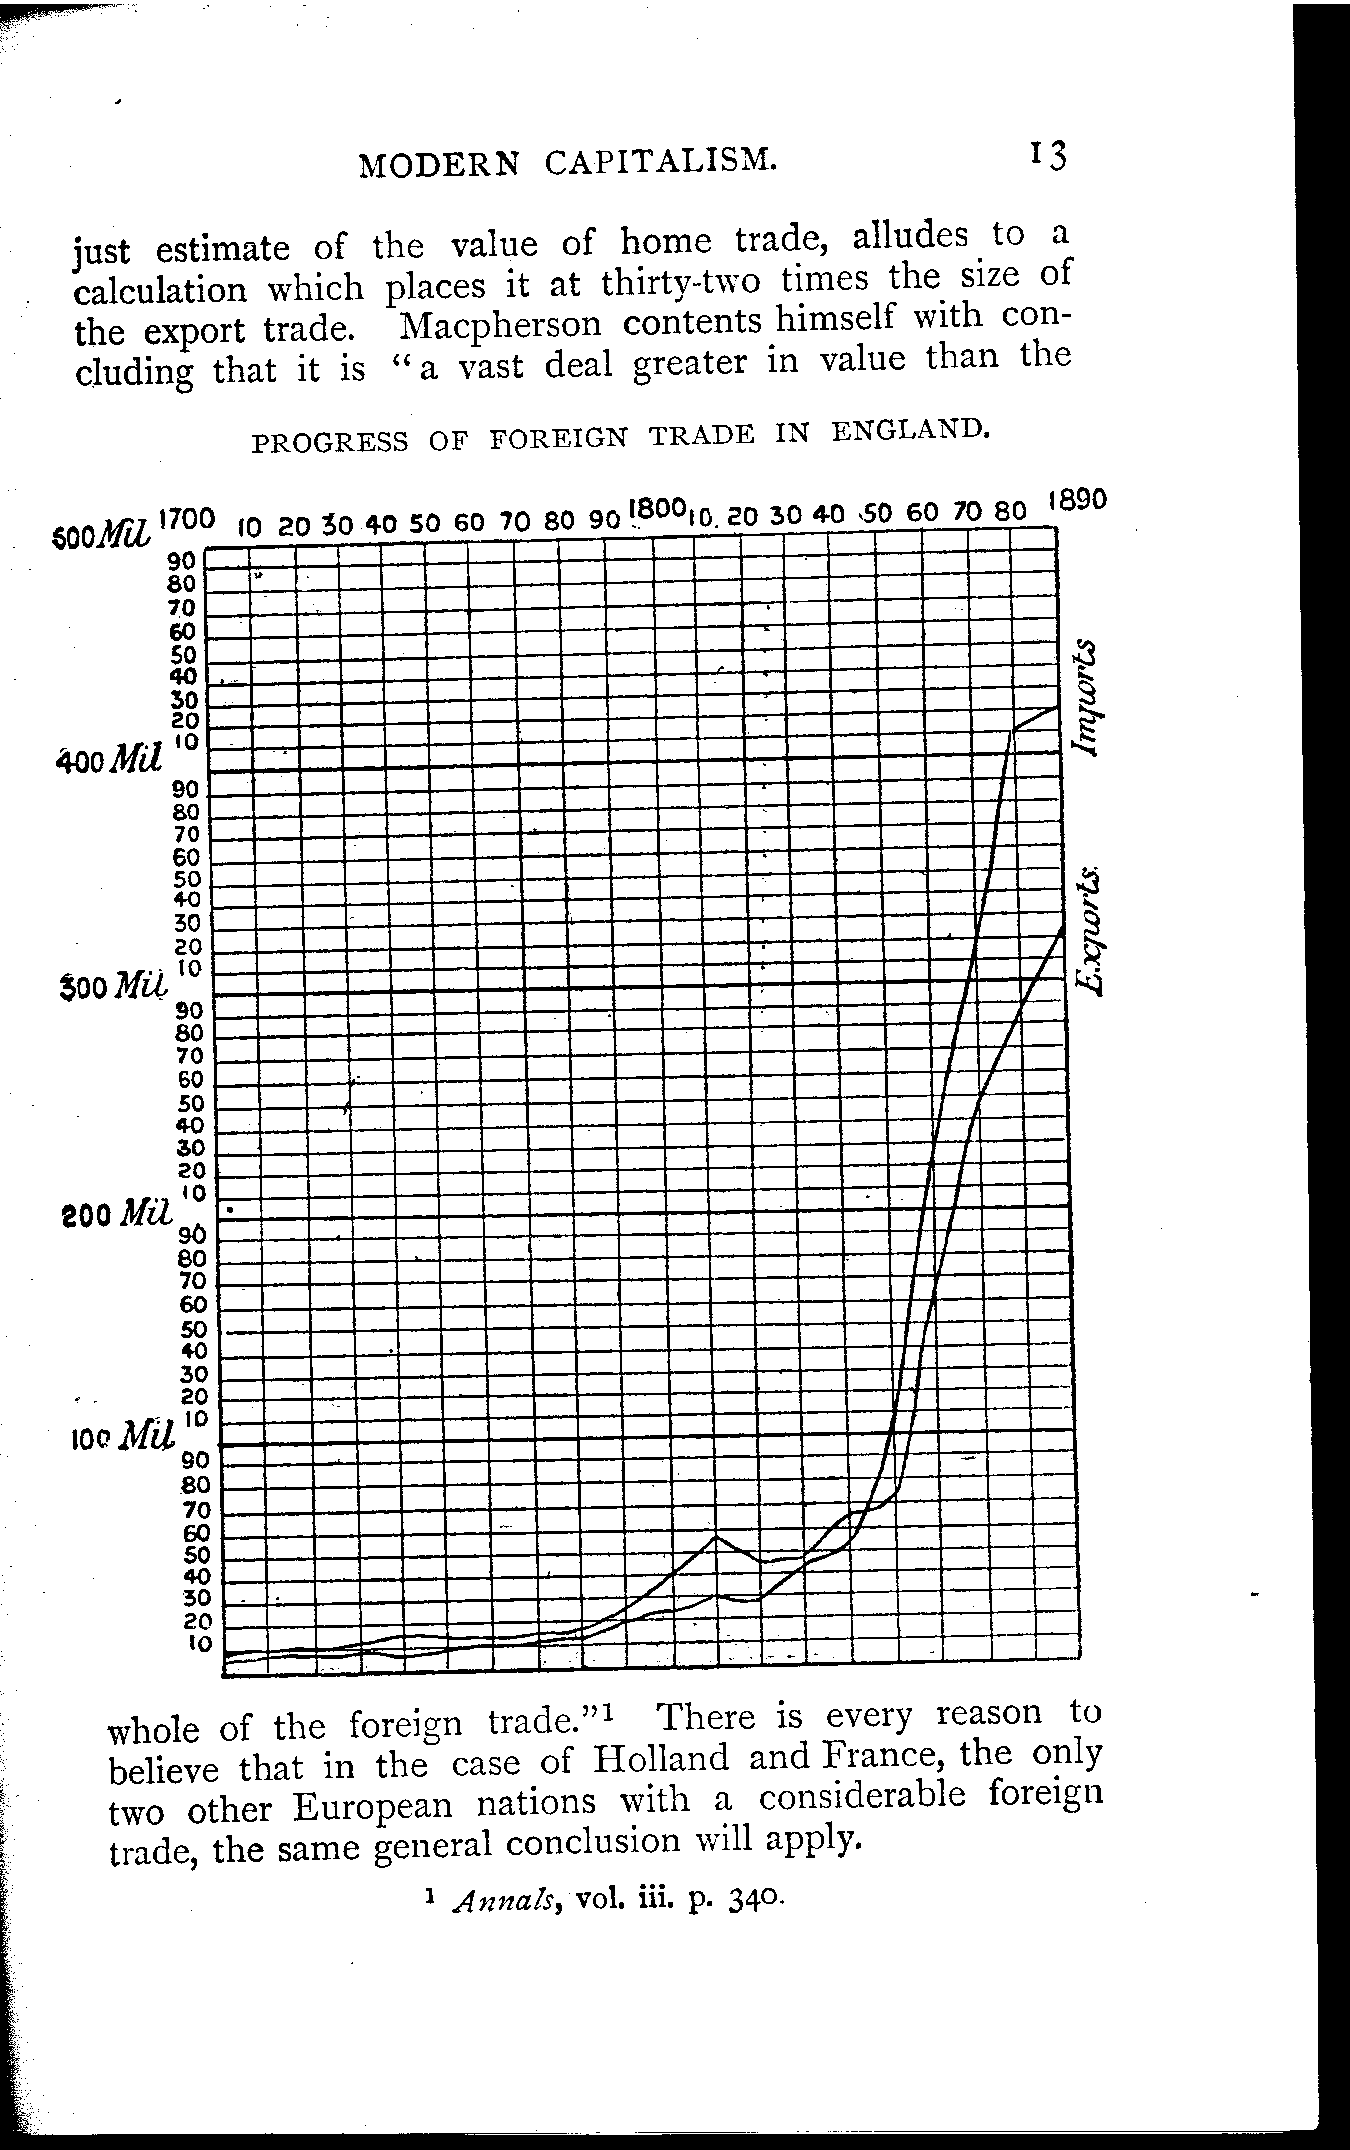 MODERN CAPITALISM. 13
just estimate of the value of home trade, alludes to a
calculation which places it at thirty-two times the size of
the export trade. Macpherson contents himself with con-
cluding that it is “a vast deal greater in value than the
PROGRESS OF FOREIGN TRADE IN ENGLAND.
1700 10 20 30 40 50 60 70 80 90 1800 10. 20 30 40 50 60 70 80 1890
500 Mil
90
80
70
60
50
40
30
20
10
400 Mil
90
80
70
60
50
40
30
20
10
300 Mil
90
80
70
60
50
40
30
20
10
200 Mil
90
80
70
60
50
40
30
20
10
100 Mil
90
80
70
60
50
40
30
20
10
Imports
Exports.
whole of the foreign trade.”1 There is every reason to
believe that in the case of Holland and France, the only
two other European nations with a considerable foreign
trade, the same general conclusion will apply.
1 Annals, vol. iii. p. 340.